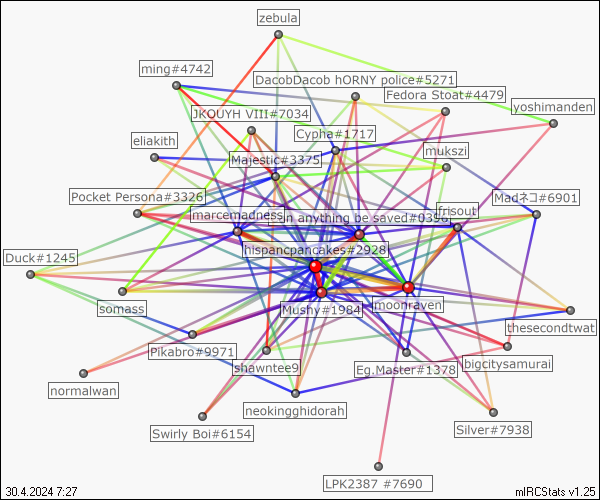 zebula
ming#4742
DacobDacob hORNY police#5271
Fedora Stoat#4479
yoshimanden
JKOUYH VIII#7034
Cypha#1717
eliakith
Majestic#3375
mukszi
Pocket Persona#3326
Madネコ#6901
marcemadness
in anything be saved#0396
frisout
hispancpancakes#2928
Duck#1245
somass
Mushy#1984
moonraven
thesecondtwat
Pikabro#9971
shawntee9
Eg.Master#1378
bigcitysamurai
normalwan
neokingghidorah
Swirly Boi#6154
Silver#7938
LPK2387 #7690
30.4.2024 7:27
mIRCStats v1.25